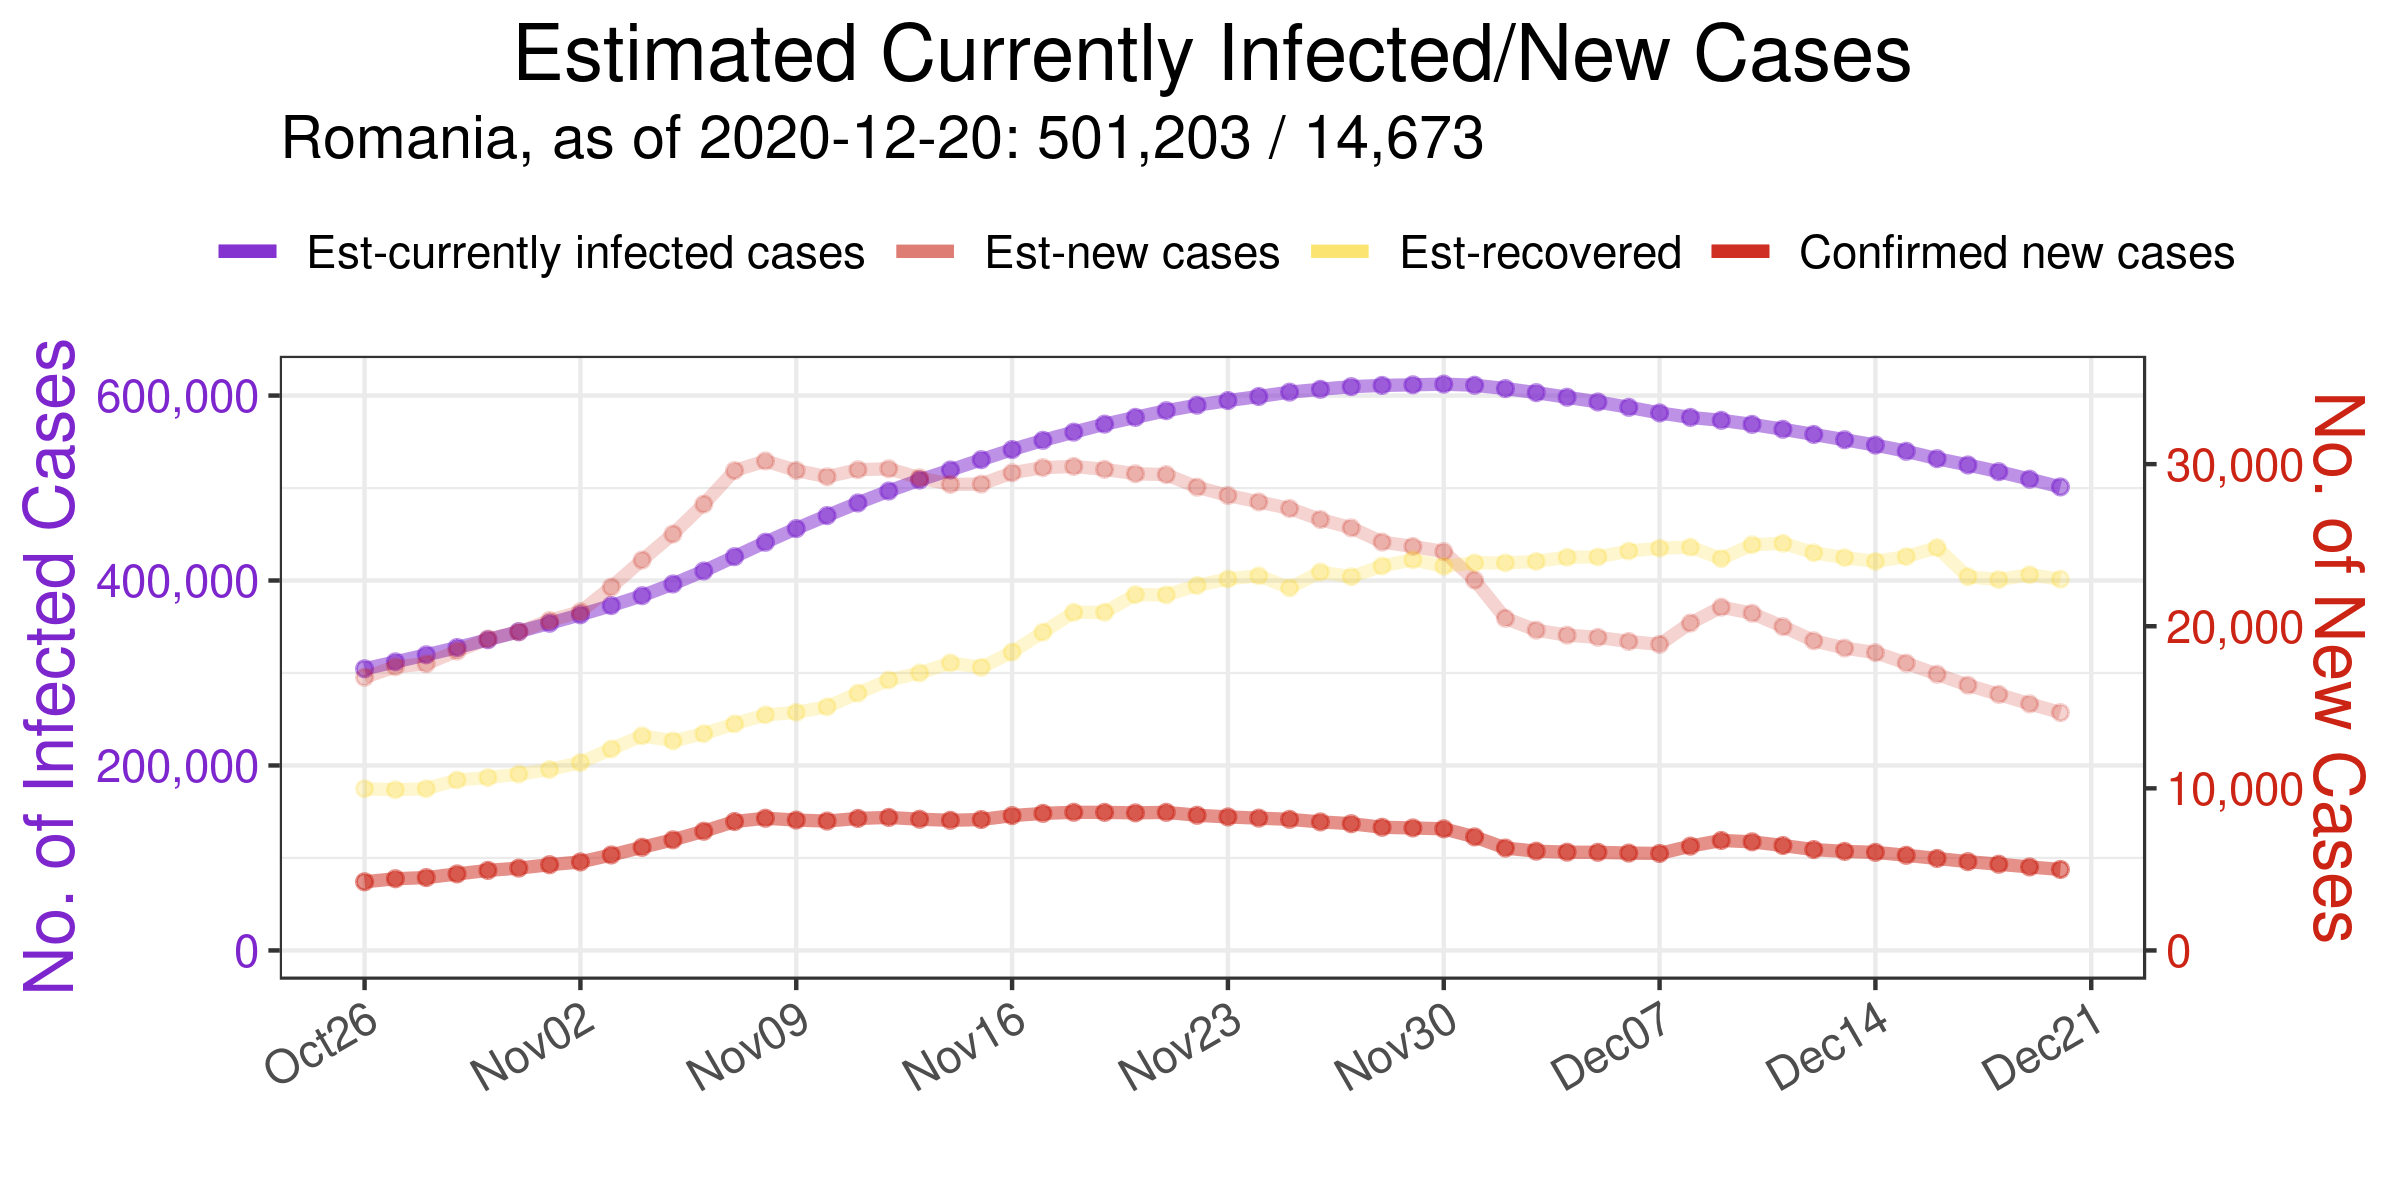 Estimated Currently Infected/New Cases
Romania, as of 2020-12-20: 501,203 / 14,673
Est-currently infected cases
Est-new cases
Est-recovered
Confirmed new cases
No. of Infected Cases
600,000
400,000
200,000
0
30,000
20,000
10,000
0
No. of New Cases
Oct26
Nov02
Nov09
Nov16
Nov23
Nov30
Dec07
Dec14
Dec21